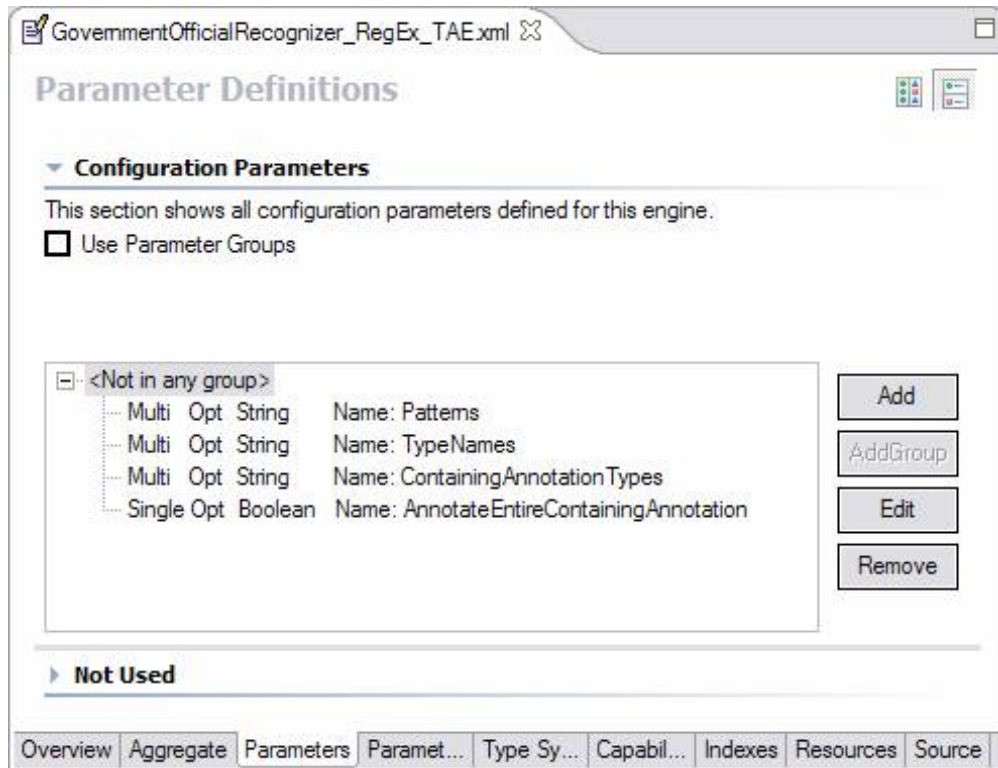 GovernmentOfficialRecognizer_RegEx_TAE.xml
Parameter Definitions
Configuration Parameters
This section shows all configuration parameters defined for this engine.
Use Parameter Groups
<Not in any group>
Multi Opt String Name: Patterns
Multi Opt String Name: TypeNames
Multi Opt String Name: ContainingAnnotationTypes
Single Opt Boolean Name: AnnotateEntireContainingAnnotation
Add
AddGroup
Edit
Remove
Not Used
Overview Aggregate Parameters Paramet... Type Sy... Capabil... Indexes Resources Source